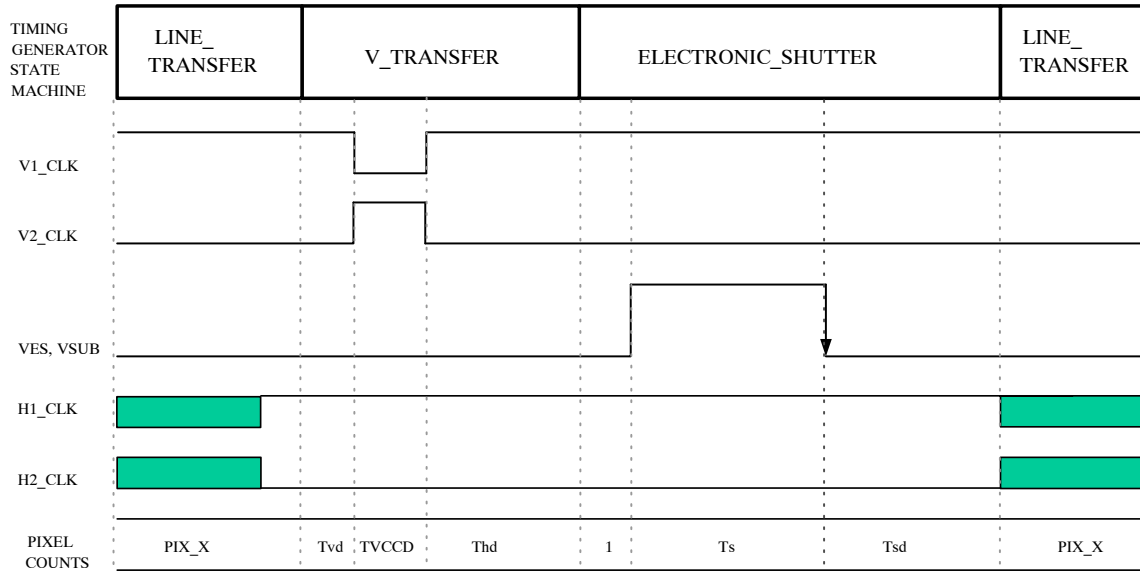 TIMING
GENERATOR
STATE
MACHINE
LINE_
TRANSFER
V_TRANSFER
ELECTRONIC_SHUTTER
LINE_
TRANSFER
V1_CLK
V2_CLK
VES, VSUB
H1_CLK
H2_CLK
PIXEL
COUNTS
PIX_X
Tvd
TVCCD
Thd
1
Ts
Tsd
PIX_X